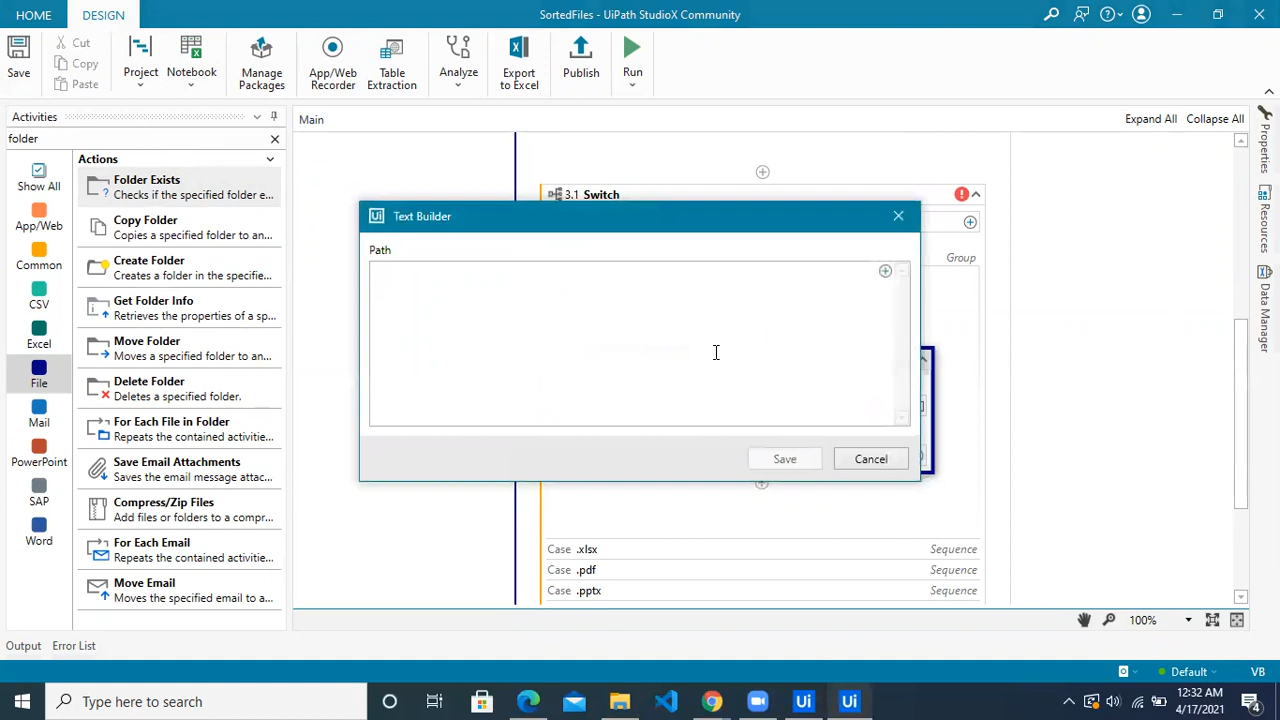 HOME
DESIGN
SortedFiles - UiPath StudioX Community
Save
Cut
Copy
Paste
Project
Notebook
Manage
Packages
App/Web
Recorder
Table
Extraction
Analyze
Export
to Excel
Publish
Run
Activities
folder
Main
Expand All
Collapse All
Show All
App/Web
Common
CSV
Excel
File
Mail
PowerPoint
SAP
Word
Actions
Folder Exists
Checks if the specified folder e...
Copy Folder
Copies a specified folder to an...
Create Folder
Creates a folder in the specifie...
Get Folder Info
Retrieves the properties of a sp...
Move Folder
Moves a specified folder to an...
Delete Folder
Deletes a specified folder.
For Each File in Folder
Repeats the contained activitie...
Save Email Attachments
Saves the email message attac...
Compress/Zip Files
Add files or folders to a compr...
For Each Email
Repeats the contained activitie...
Move Email
Moves the specified email to a...
3.1 Switch
Group
Ui Text Builder
Path
Save
Cancel
Case .xlsx Sequence
Case .pdf Sequence
Case .pptx Sequence
Properties
Resources
Data Manager
100%
Output
Error List
Default
VB
Type here to search
Ui
Ui
12:32 AM
4/17/2021
4